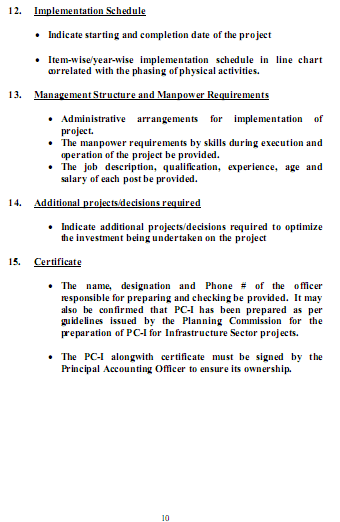 12. Implementation Schedule
• Indicate starting and completion date of the project
• Item-wise/year-wise implementation schedule in line chart
correlated with the phasing of physical activities.
13. Management Structure and Manpower Requirements
• Administrative arrangements for implementation of
project.
• The manpower requirements by skills during execution and
operation of the project be provided.
• The job description, qualification, experience, age and
salary of each post be provided.
14. Additional projects/decisions required
• Indicate additional projects/decisions required to optimize
the investment being undertaken on the project
15. Certificate
• The name, designation and Phone # of the officer
responsible for preparing and checking be provided. It may
also be confirmed that PC-I has been prepared as per
guidelines issued by the Planning Commission for the
preparation of PC-I for Infrastructure Sector projects.
• The PC-I alongwith certificate must be signed by the
Principal Accounting Officer to ensure its ownership.
10